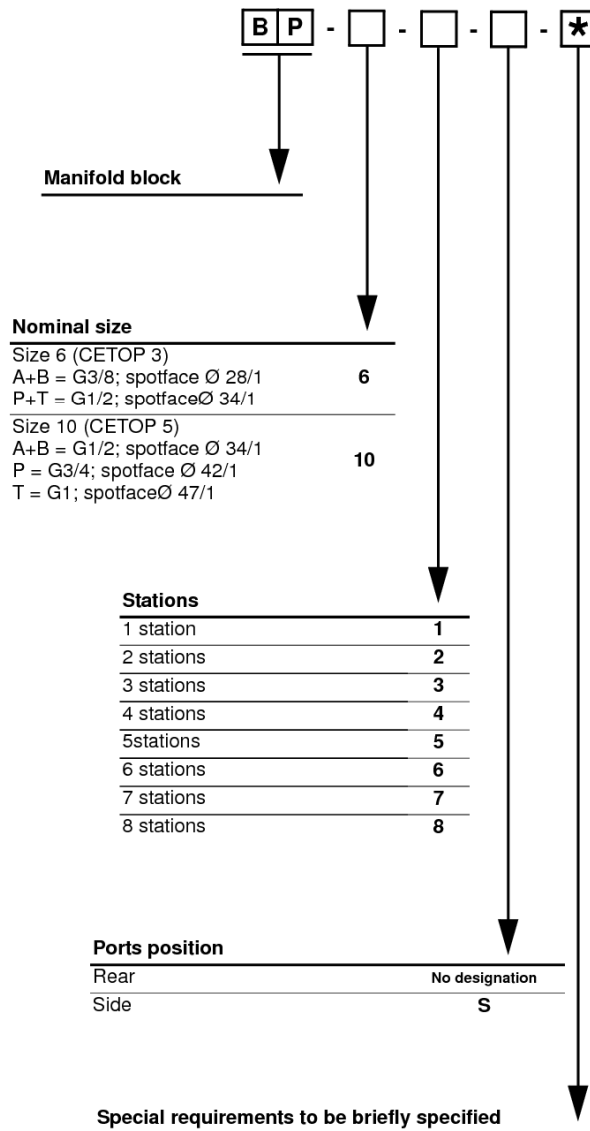 B P - - - - *
Manifold block
Nominal size
Size 6 (CETOP 3)
A+B = G3/8; spotface Ø 28/1 6
P+T = G1/2; spotfaceØ 34/1
Size 10 (CETOP 5)
A+B = G1/2; spotface Ø 34/1 10
P = G3/4; spotface Ø 42/1
T = G1; spotfaceØ 47/1
Stations
1 station 1
2 stations 2
3 stations 3
4 stations 4
5stations 5
6 stations 6
7 stations 7
8 stations 8
Ports position
Rear No designation
Side S
Special requirements to be briefly specified